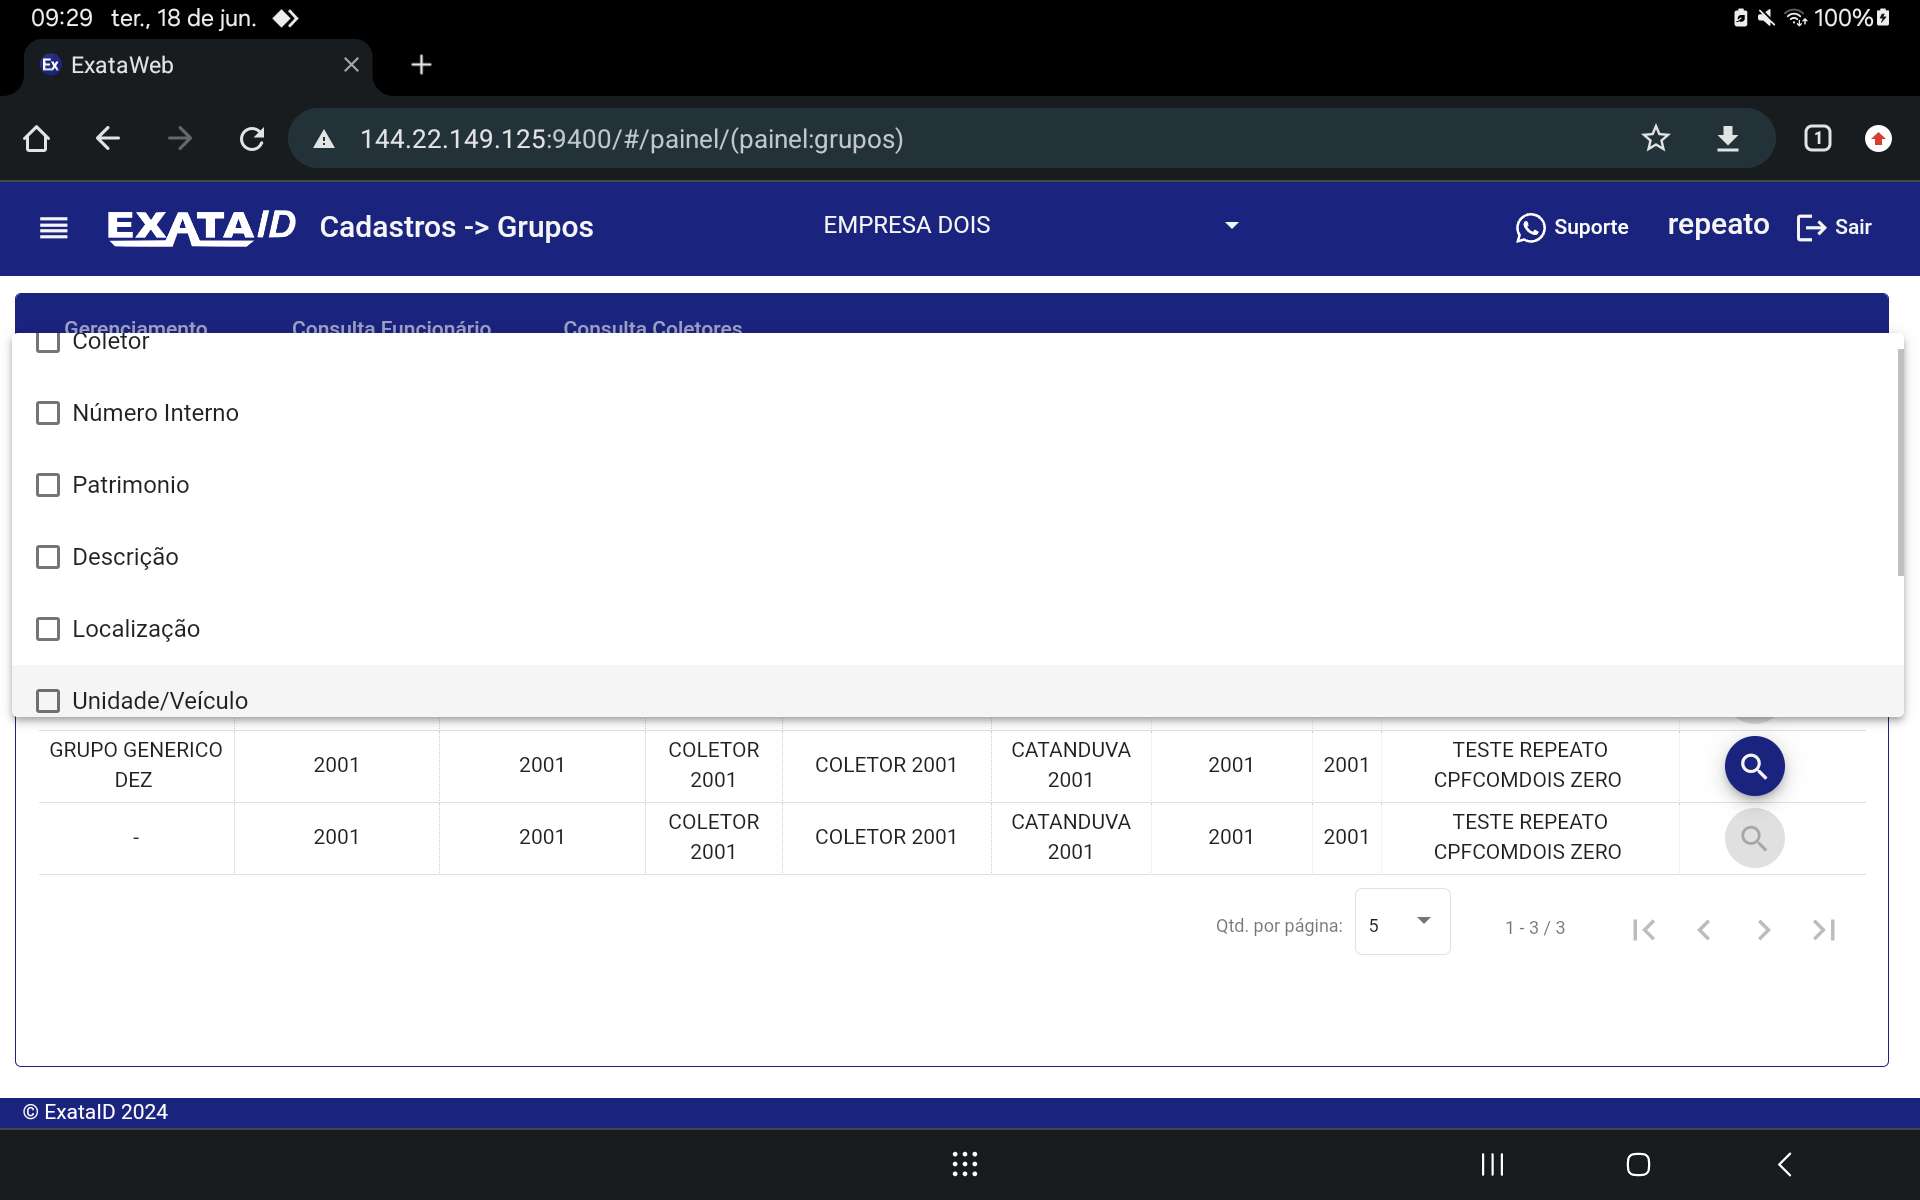 09:29 ter., 18 de jun.
100%
Ex ExataWeb
144.22.149.125:9400/#/painel/(painel:grupos)
1
EXATAID Cadastros -> Grupos
EMPRESA DOIS
Suporte
repeato
Sair
Gerenciamento Consulta Funcionário Consulta Coletores
Coletor
Número Interno
Patrimonio
Descrição
Localização
Unidade/Veículo
GRUPO GENERICO DEZ 2001 2001 COLETOR 2001 COLETOR 2001 CATANDUVA 2001 2001 2001 TESTE REPEATO CPFCOMDOIS ZERO
- 2001 2001 COLETOR 2001 COLETOR 2001 CATANDUVA 2001 2001 2001 TESTE REPEATO CPFCOMDOIS ZERO
Qtd. por página: 5 1 - 3 / 3
© ExataID 2024